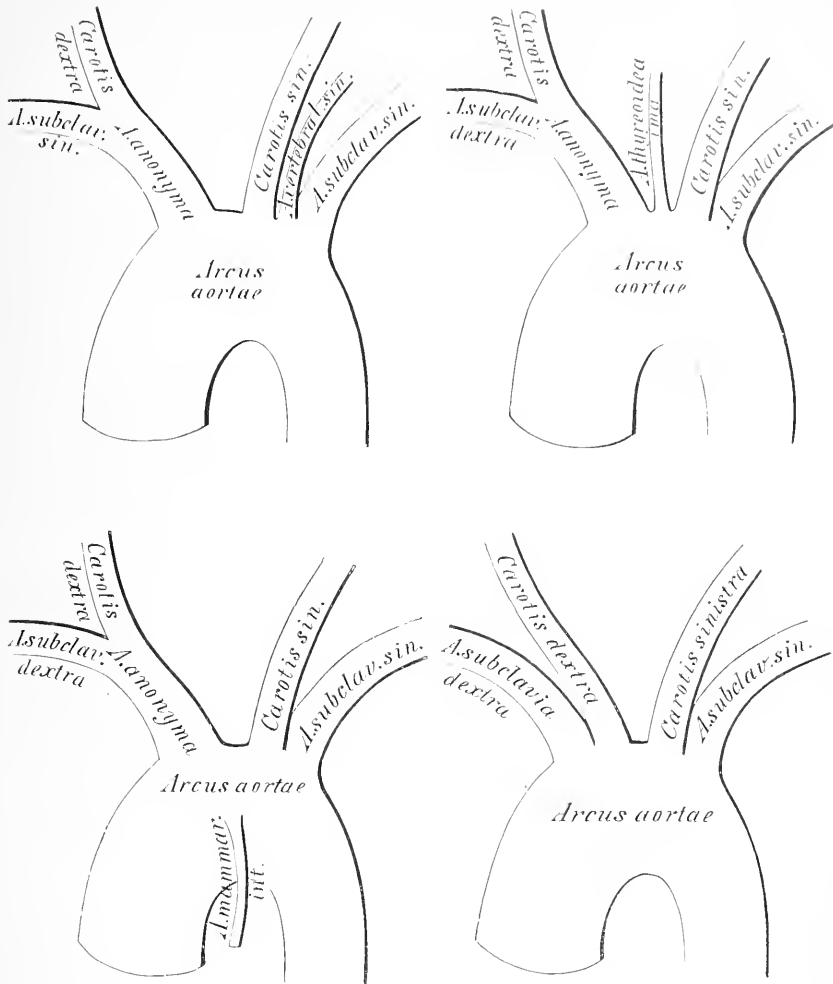 Carotis
dextra
A.subclav.
sin.
A.anonyma
Carotis sin.
A.vertebral.sin.
A.subclav.sin.
Arcus
aortae
Carotis
dextra
A.subclav.
dextra
A.anonyma
A.thyreoidea
ima
Carotis sin.
A.subclav.sin.
Arcus
aortae
Carotis
dextra
A.subclav.
dextra
A.anonyma
Carotis sin.
A.subclav.sin.
Arcus aortae
A.mammar.
int.
Carotis dextra
A.subclavia
dextra
Carotis sinistra
A.subclav.sin.
Arcus aortae